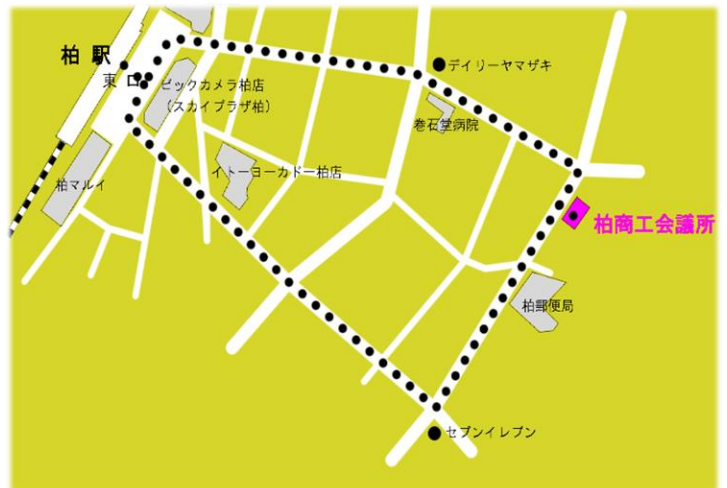 柏 駅
東 口
デイリーヤマザキ
ビックカメラ柏店
（スカイプラザ柏）
巻石堂病院
イトーヨーカドー柏店
柏マルイ
柏商工会議所
柏郵便局
セブンイレブン